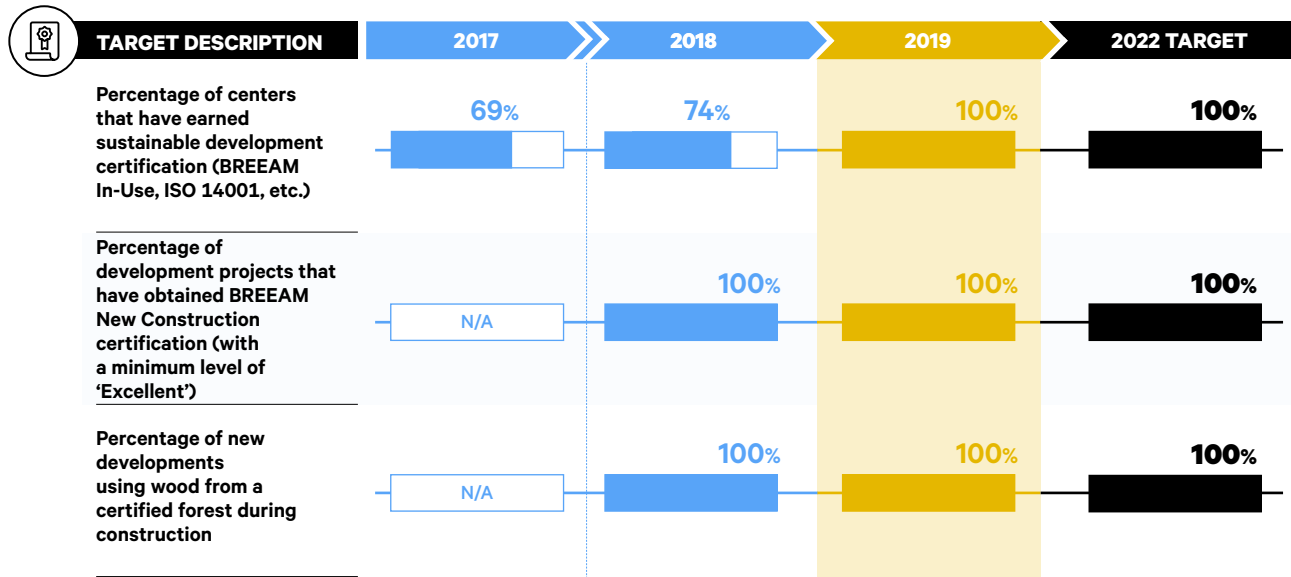 TARGET DESCRIPTION 2017 2018 2019 2022 TARGET
Percentage of centers
that have earned
sustainable development
certification (BREEAM
In-Use, ISO 14001, etc.)
69% 74% 100% 100%
Percentage of
development projects that
have obtained BREEAM
New Construction
certification (with
a minimum level of
‘Excellent’)
N/A 100% 100% 100%
Percentage of new
developments
using wood from a
certified forest during
construction
N/A 100% 100% 100%